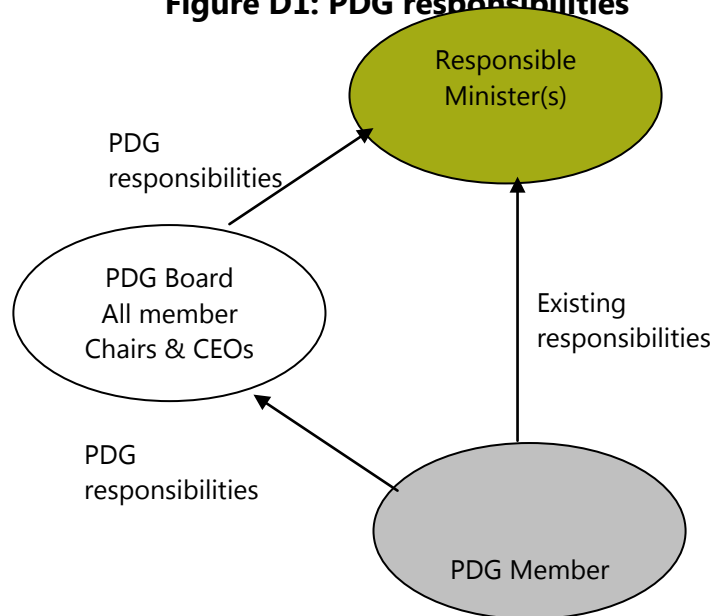 Figure D1: PDG responsibilities
Responsible
Minister(s)
PDG
responsibilities
PDG Board
All member
Chairs & CEOs
Existing
responsibilities
PDG
responsibilities
PDG Member